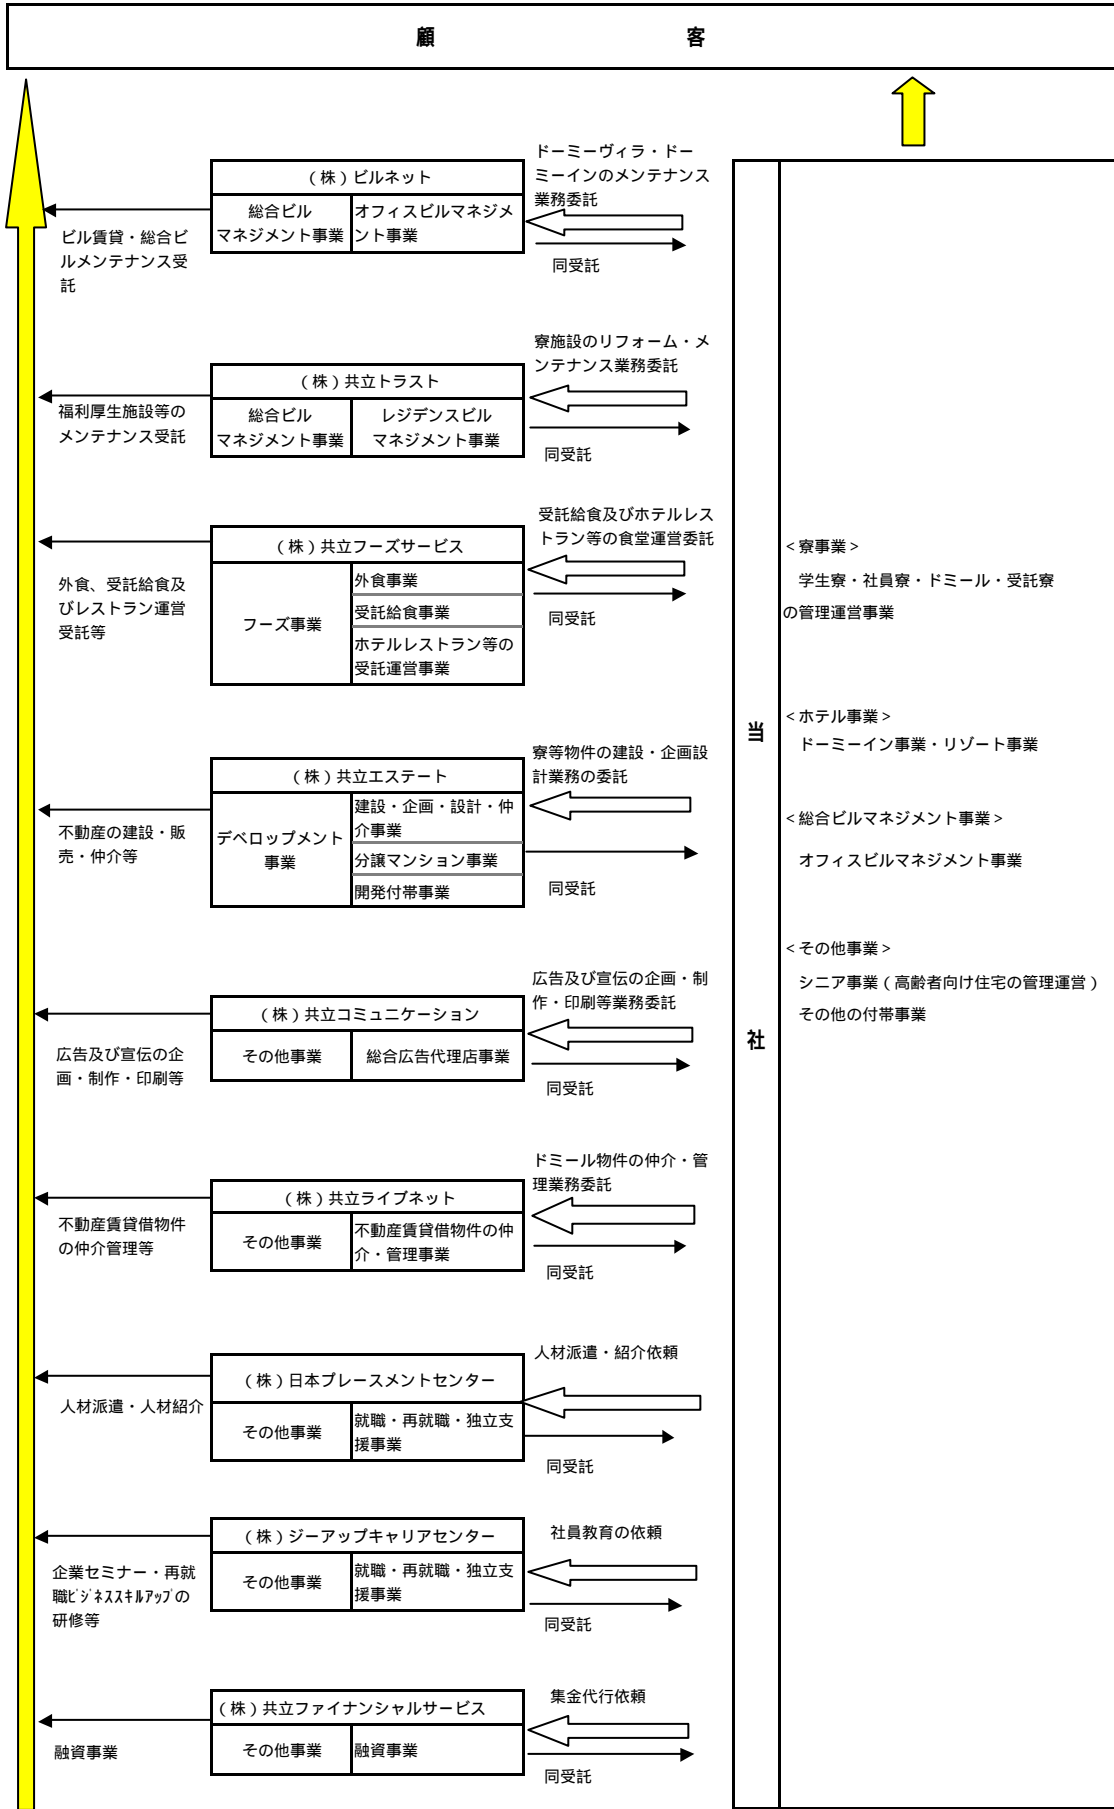 顧客
ドーミーヴィラ・ドー
ミーインのメンテナンス
業務委託
(株)ビルネット
総合ビル
マネジメント事業
オフィスビルマネジメ
ント事業
ビル賃貸・総合ビ
ルメンテナンス受
託
同受託
寮施設のリフォーム・メ
ンテナンス業務委託
(株)共立トラスト
総合ビル
マネジメント事業
レジデンスビル
マネジメント事業
福利厚生施設等の
メンテナンス受託
同受託
受託給食及びホテルレス
トラン等の食堂運営委託
(株)共立フーズサービス
フーズ事業
外食事業
受託給食事業
ホテルレストラン等の
受託運営事業
外食、受託給食及
びレストラン運営
受託等
同受託
寮等物件の建設・企画設
計業務の委託
(株)共立エステート
デベロップメント
事業
建設・企画・設計・仲
介事業
分譲マンション事業
開発付帯事業
不動産の建設・販
売・仲介等
同受託
広告及び宣伝の企画・制
作・印刷等業務委託
(株)共立コミュニケーション
その他事業
総合広告代理店事業
広告及び宣伝の企
画・制作・印刷等
同受託
ドミール物件の仲介・管
理業務委託
(株)共立ライブネット
その他事業
不動産賃貸借物件の仲
介・管理事業
不動産賃貸借物件
の仲介管理等
同受託
人材派遣・紹介依頼
(株)日本プレースメントセンター
その他事業
就職・再就職・独立支
援事業
人材派遣・人材紹介
同受託
社員教育の依頼
(株)ジーアップキャリアセンター
その他事業
就職・再就職・独立支
援事業
企業セミナー・再就
職ビジネススキルアップの
研修等
同受託
集金代行依頼
(株)共立ファイナンシャルサービス
その他事業
融資事業
融資事業
同受託
当社
<寮事業>
学生寮・社員寮・ドミール・受託寮
の管理運営事業
<ホテル事業>
ドーミーイン事業・リゾート事業
<総合ビルマネジメント事業>
オフィスビルマネジメント事業
<その他事業>
シニア事業(高齢者向け住宅の管理運営)
その他の付帯事業